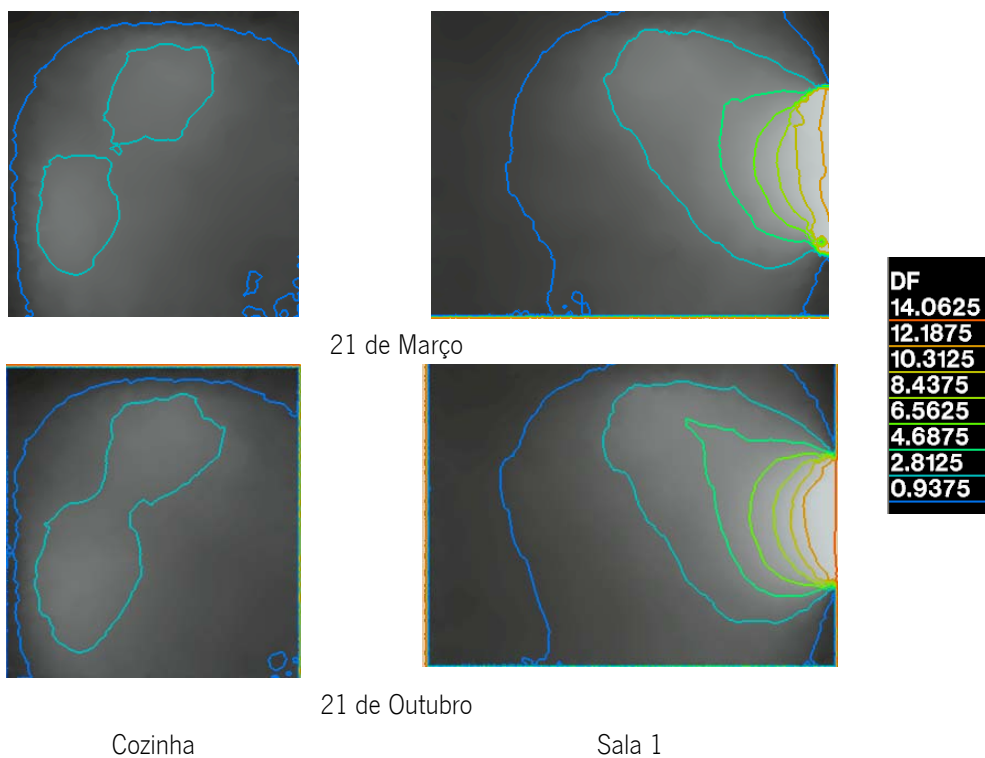 DF
14.0625
12.1875
10.3125
8.4375
6.5625
4.6875
2.8125
0.9375
21 de Março
21 de Outubro
Cozinha
Sala 1